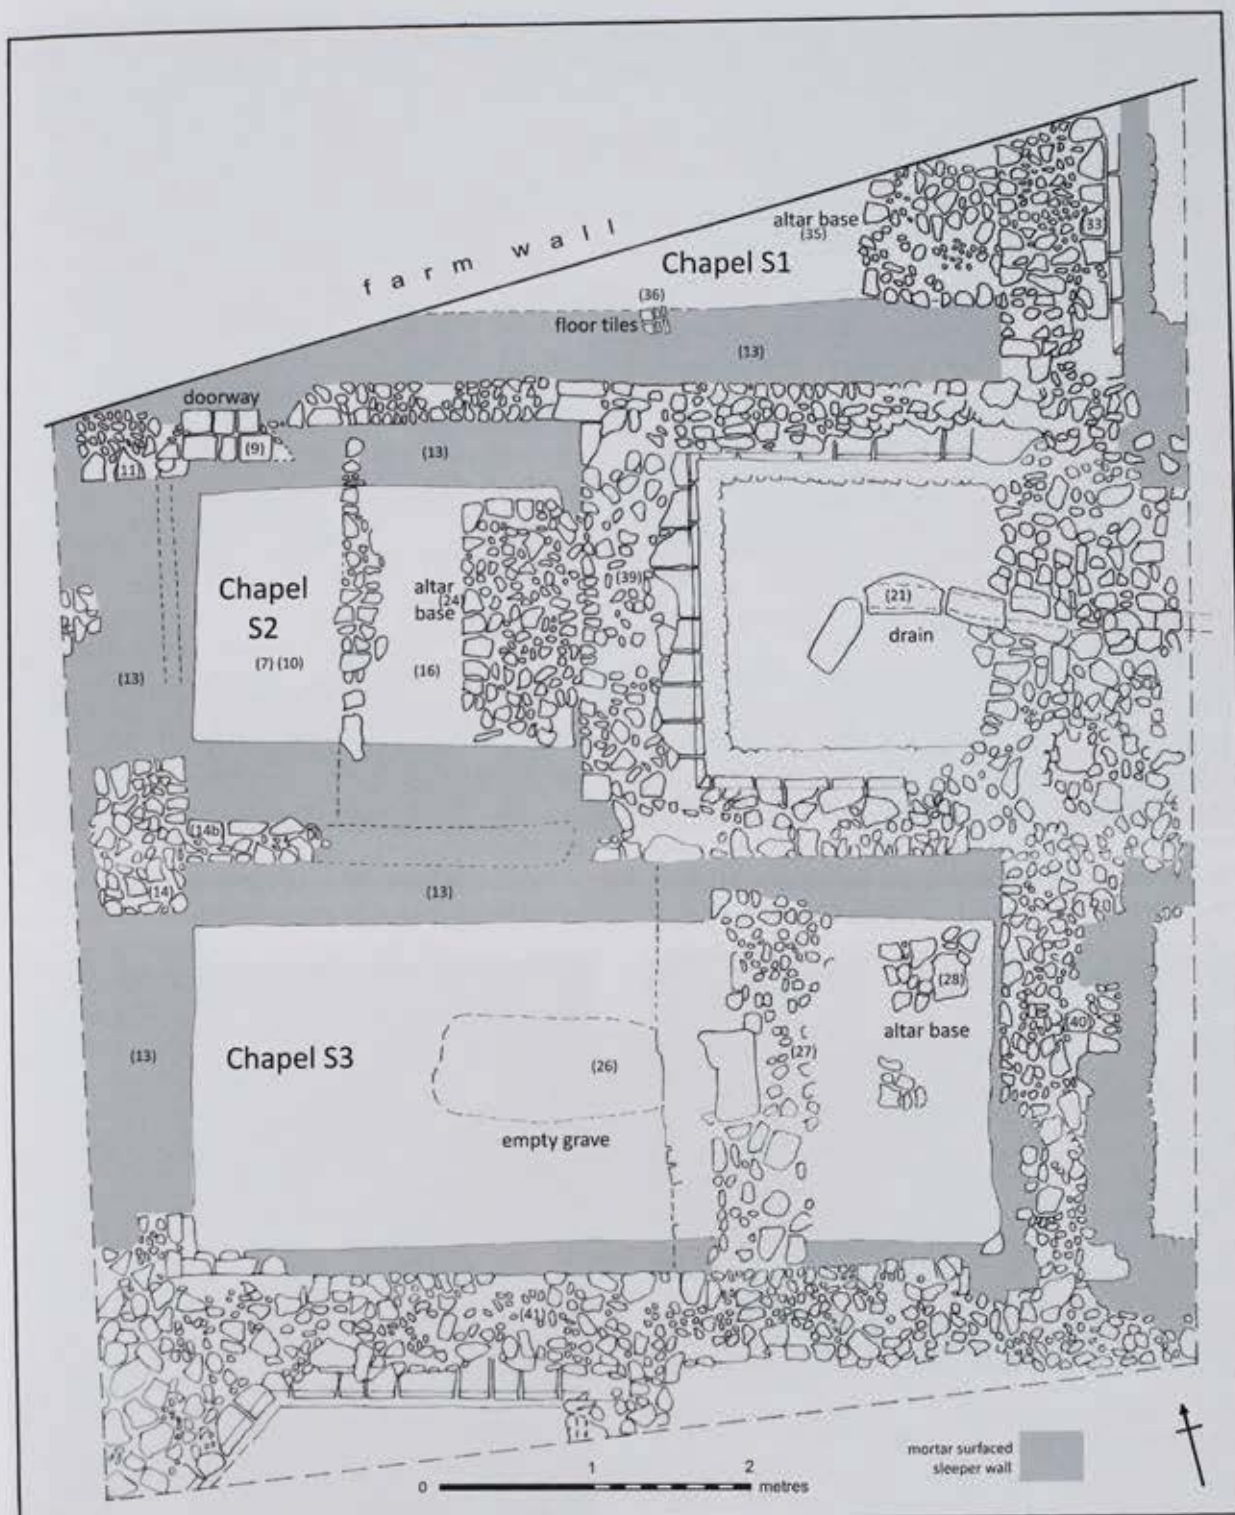 farm wall
altar base
(35)
(33)
Chapel S1
(36)
floor tiles
(13)
doorway
(9)
(11)
(13)
(39)
Chapel
S2
altar
(24)
base
(21)
drain
(7) (10)
(16)
(13)
(14b)
(14)
(13)
(28)
altar base
(40)
(13)
Chapel S3
(26)
(27)
empty grave
(41)
mortar surfaced
sleeper wall
0 1 2 metres